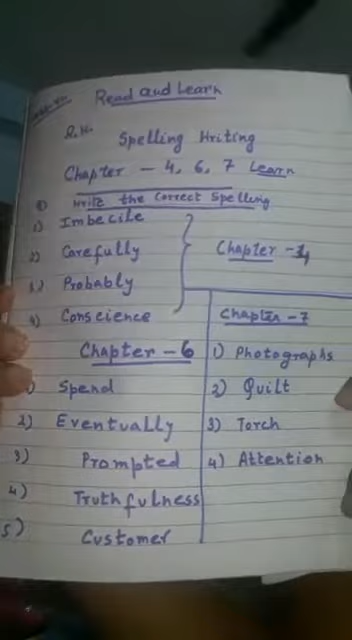 Read and Learn
Q.No.
Spelling Writing
Chapter - 4, 6, 7 Learn
Write the Correct Spelling
1) Imbecile
2) Carefully
3) Probably
4) Conscience
Chapter - 4
Chapter - 6
1) Spend
2) Eventually
3) Prompted
4) Truthfulness
5) Customer
Chapter - 7
1) Photographs
2) Quilt
3) Torch
4) Attention